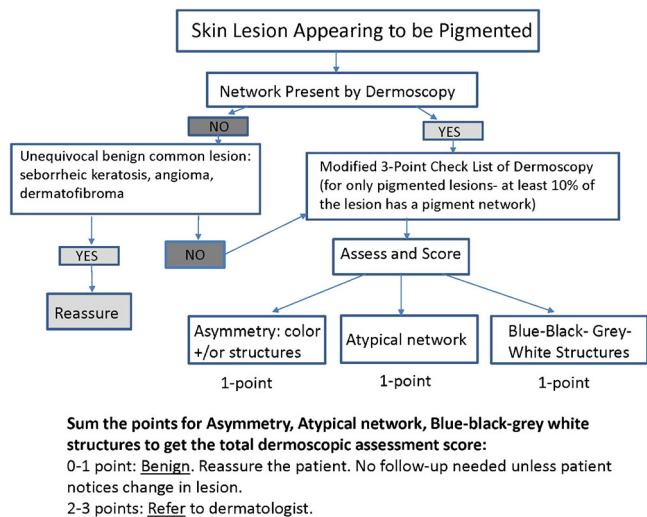 Skin Lesion Appearing to be Pigmented
Network Present by Dermoscopy
NO
YES
Unequivocal benign common lesion:
seborrheic keratosis, angioma,
dermatofibroma
Modified 3-Point Check List of Dermoscopy
(for only pigmented lesions- at least 10% of
the lesion has a pigment network)
YES
NO
Assess and Score
Reassure
Asymmetry: color
+/or structures
Atypical network
Blue-Black- Grey-
White Structures
1-point
1-point
1-point
Sum the points for Asymmetry, Atypical network, Blue-black-grey white
structures to get the total dermoscopic assessment score:
0-1 point: Benign. Reassure the patient. No follow-up needed unless patient
notices change in lesion.
2-3 points: Refer to dermatologist.